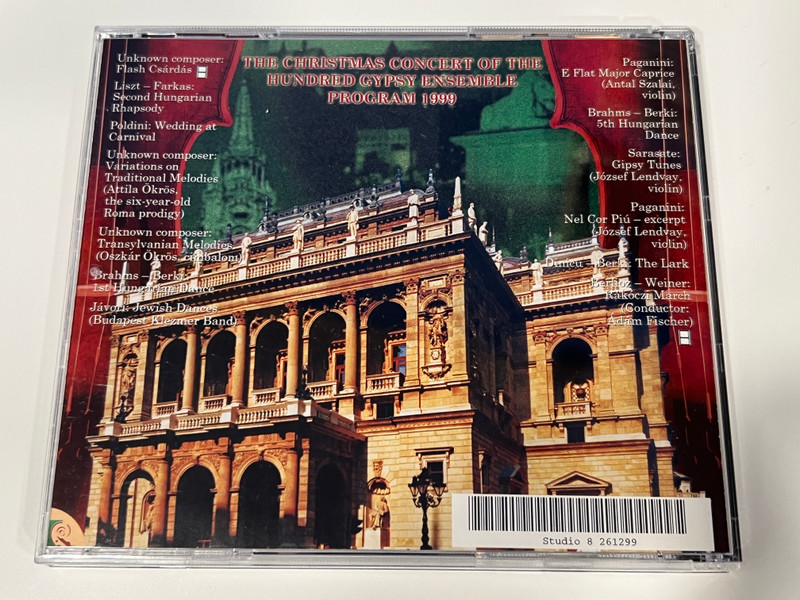 THE CHRISTMAS CONCERT OF THE
HUNDRED GYPSY ENSEMBLE
PROGRAM 1999
Unknown composer:
Flash Csárdás
Liszt – Farkas:
Second Hungarian
Rhapsody
Poldini: Wedding at
Carnival
Unknown composer:
Variations on
Traditional Melodies
(Attila Ökrös,
the six-year-old
Roma prodigy)
Unknown composer:
Transylvanian Melodies
(Oszkár Ökrös, cimbalom)
Brahms – Berki:
1st Hungarian Dance
Jávori: Jewish Dances
(Budapest Klezmer Band)
Paganini:
E Flat Major Caprice
(Antal Szalai,
violin)
Brahms – Berki:
5th Hungarian
Dance
Sarasate:
Gipsy Tunes
(József Lendvay,
violin)
Paganini:
Nel Cor Piú – excerpt
(József Lendvay,
violin)
Dinicu – Berki: The Lark
Berlioz – Weiner:
Rákóczi March
(Conductor:
Ádám Fischer)
Studio 8 261299